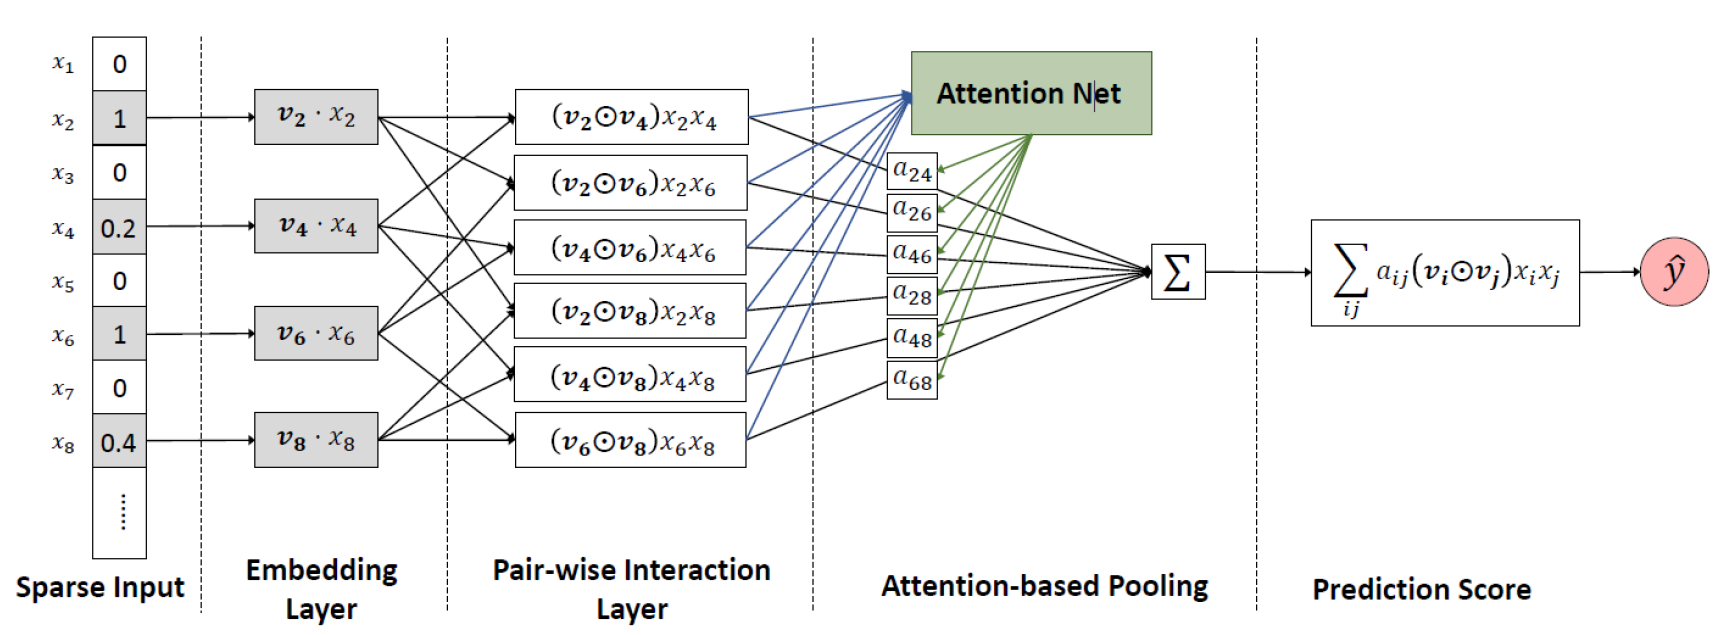 x₁ 0
x₂ 1
x₃ 0
x₄ 0.2
x₅ 0
x₆ 1
x₇ 0
x₈ 0.4
......
Sparse Input
v₂ · x₂
v₄ · x₄
v₆ · x₆
v₈ · x₈
Embedding
Layer
(v₂⊙v₄)x₂x₄
(v₂⊙v₆)x₂x₆
(v₄⊙v₆)x₄x₆
(v₂⊙v₈)x₂x₈
(v₄⊙v₈)x₄x₈
(v₆⊙v₈)x₆x₈
Pair-wise Interaction
Layer
Attention Net
a₂₄
a₂₆
a₄₆
a₂₈
a₄₈
a₆₈
∑
Attention-based Pooling
∑ aᵢⱼ(vᵢ⊙vⱼ)xᵢxⱼ
ij
ŷ
Prediction Score